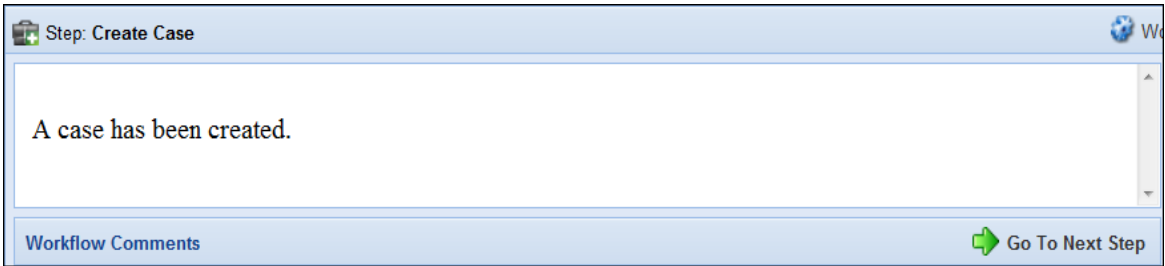 Step: Create Case
A case has been created.
Workflow Comments
Go To Next Step